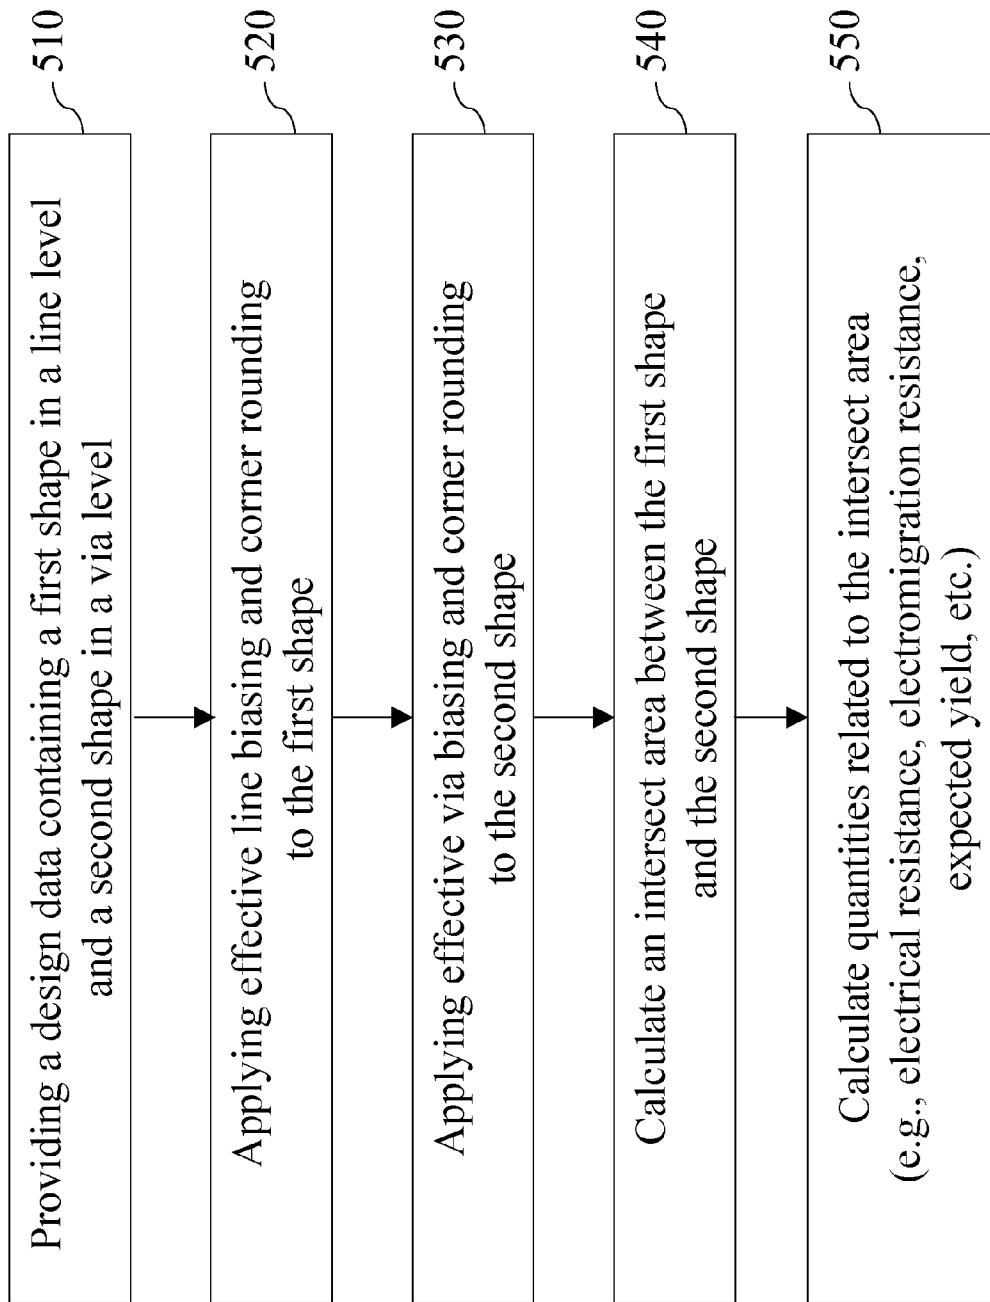 Providing a design data containing a first shape in a line level
and a second shape in a via level
510
Applying effective line biasing and corner rounding
to the first shape
520
Applying effective via biasing and corner rounding
to the second shape
530
Calculate an intersect area between the first shape
and the second shape
540
Calculate quantities related to the intersect area
(e.g., electrical resistance, electromigration resistance,
expected yield, etc.)
550